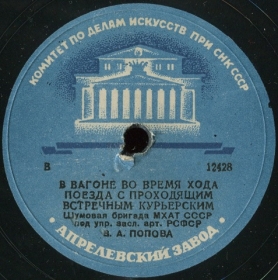 КОМИТЕТ ПО ДЕЛАМ ИСКУССТВ ПРИ СНК СССР
В 12428
В ВАГОНЕ ВО ВРЕМЯ ХОДА
ПОЕЗДА С ПРОХОДЯЩИМ
ВСТРЕЧНЫМ КУРЬЕРСКИМ
Шумовая бригада МХАТ СССР
под упр. засл. арт. РСФСР
В. А. ПОПОВА
· АПРЕЛЕВСКИЙ ЗАВОД ·